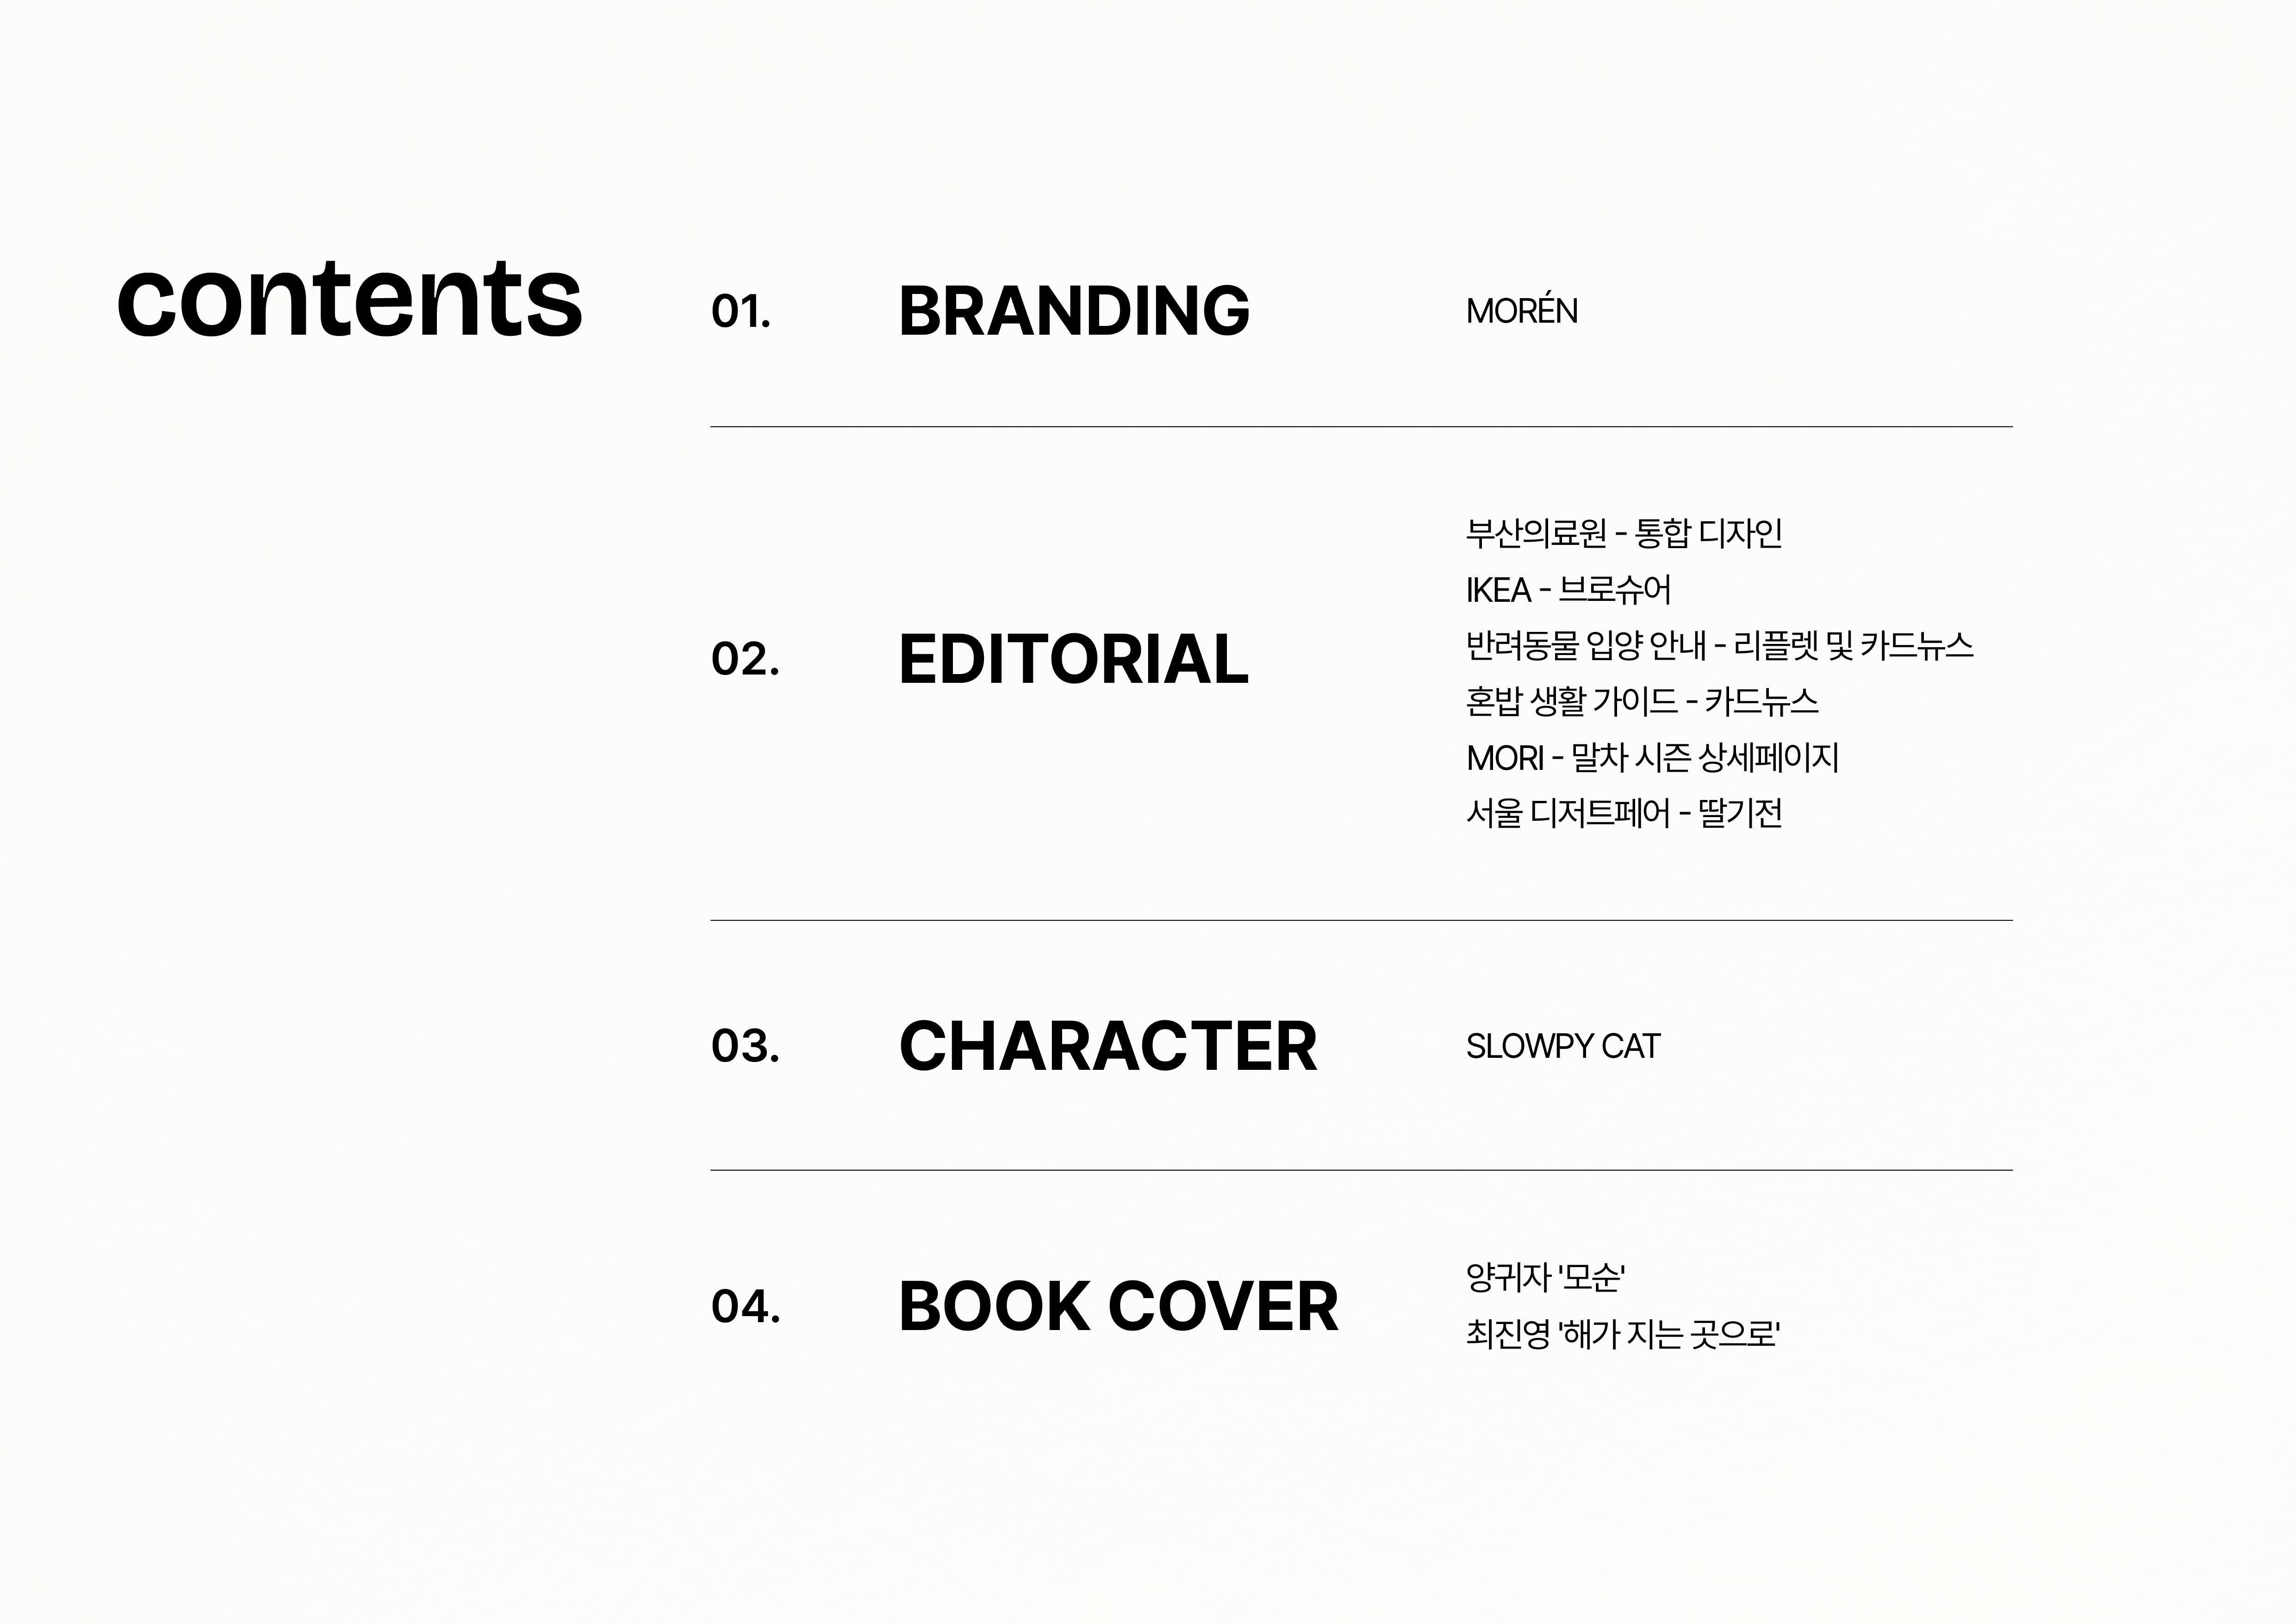 contents
01. BRANDING MORÉN
02. EDITORIAL
부산의료원 - 통합 디자인
IKEA - 브로슈어
반려동물 입양 안내 - 리플렛 및 카드뉴스
혼밥 생활 가이드 - 카드뉴스
MORI - 말차 시즌 상세페이지
서울 디저트페어 - 딸기전
03. CHARACTER SLOWPY CAT
04. BOOK COVER
양귀자 '모순'
최진영 '해가 지는 곳으로'